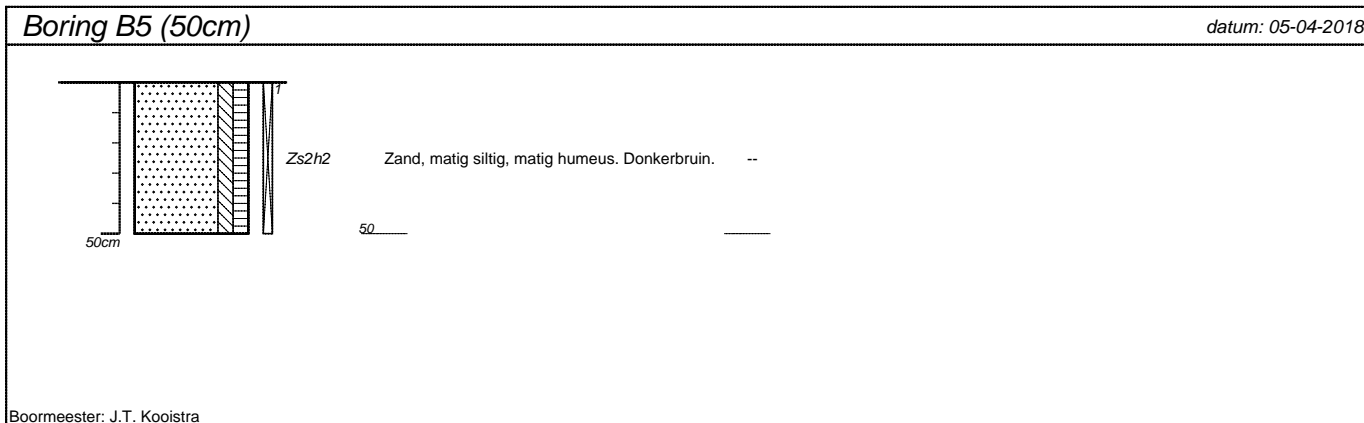 Boring B5 (50cm) datum: 05-04-2018
1
Zs2h2 Zand, matig siltig, matig humeus. Donkerbruin. --
50cm 50
Boormeester: J.T. Kooistra